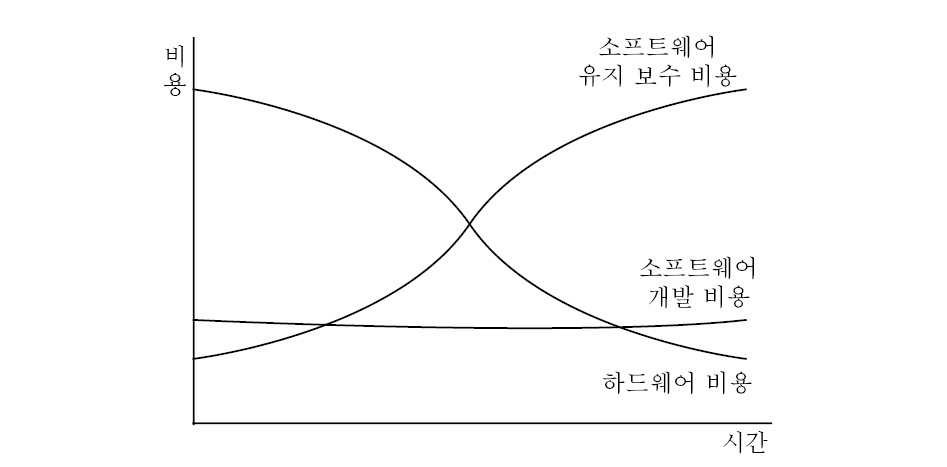 비
용
소프트웨어
유지 보수 비용
소프트웨어
개발 비용
하드웨어 비용
시간